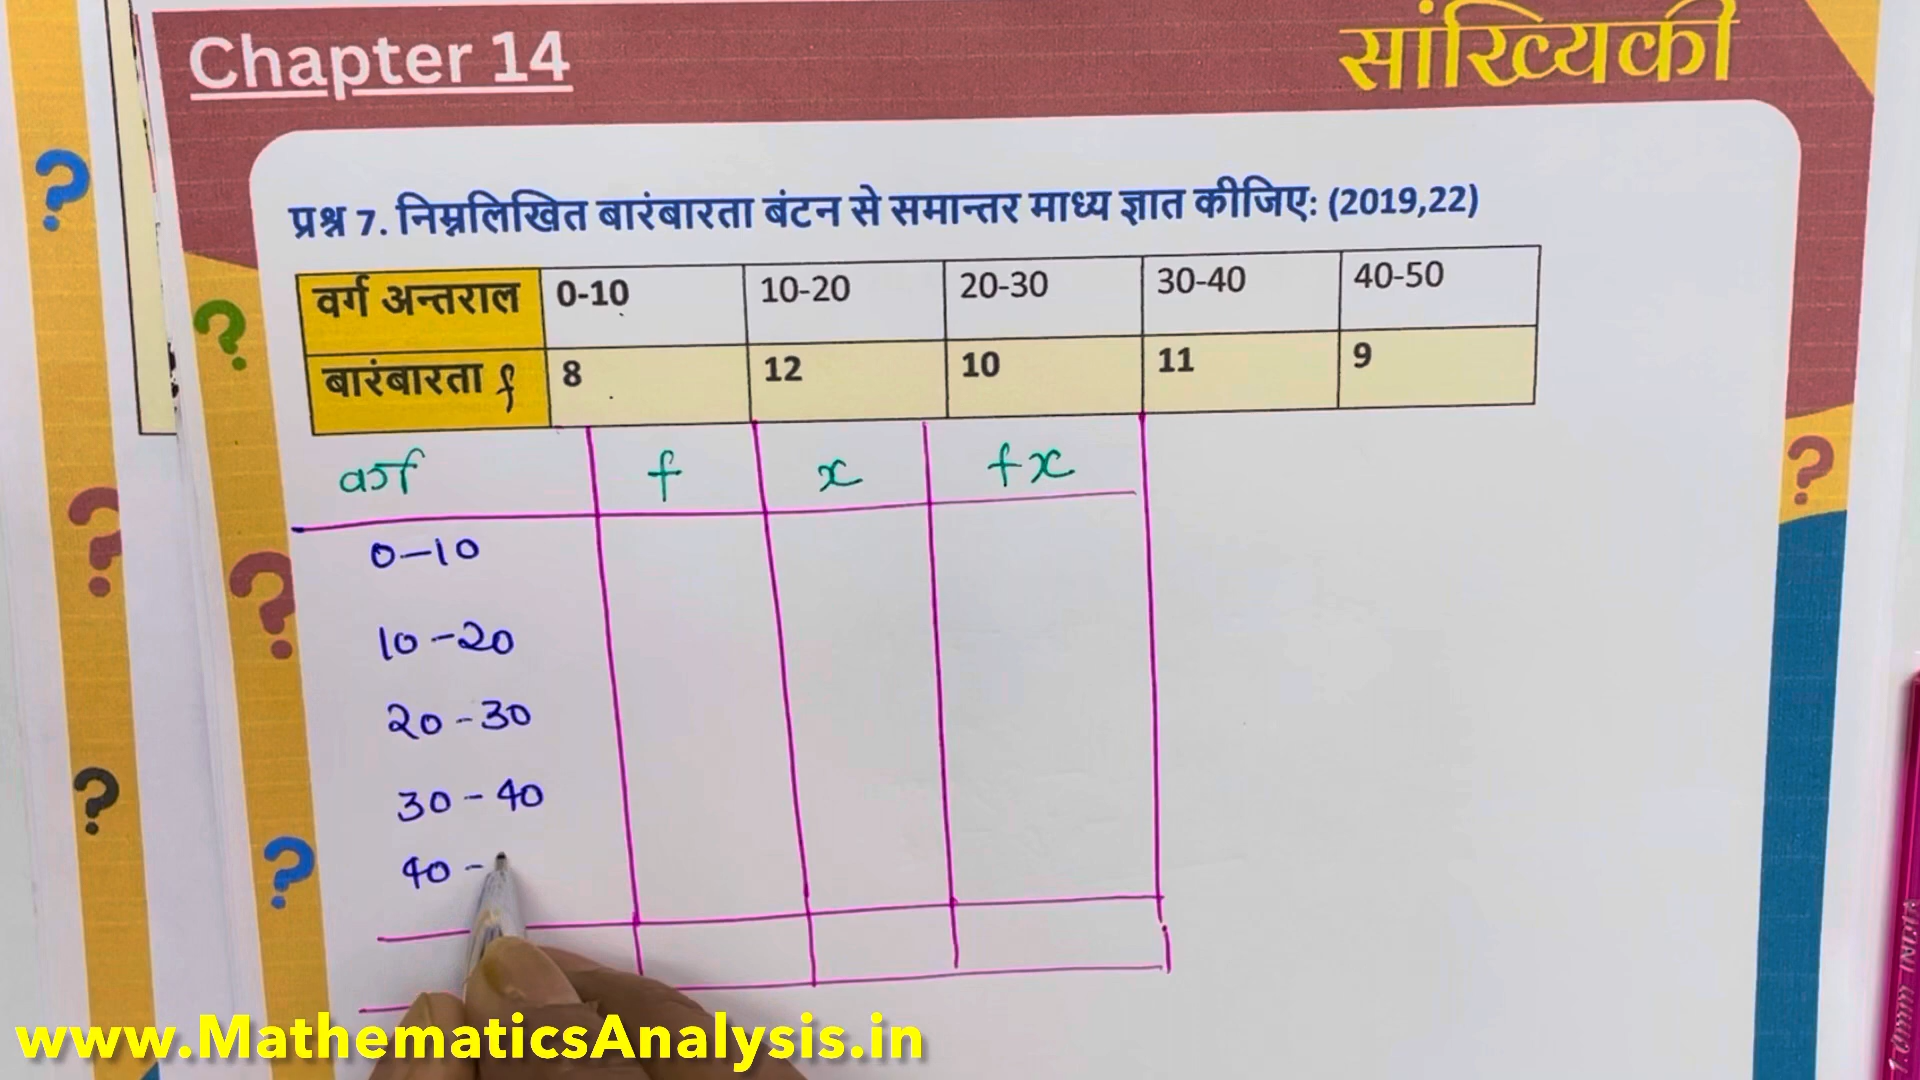 Chapter 14
सांख्यिकी
प्रश्न 7. निम्नलिखित बारंबारता बंटन से समान्तर माध्य ज्ञात कीजिए: (2019,22)
वर्ग अन्तराल 0-10 10-20 20-30 30-40 40-50
बारंबारता f 8 12 10 11 9
वर्ग f x fx
0-10
10-20
20-30
30-40
40-
www.MathematicsAnalysis.in